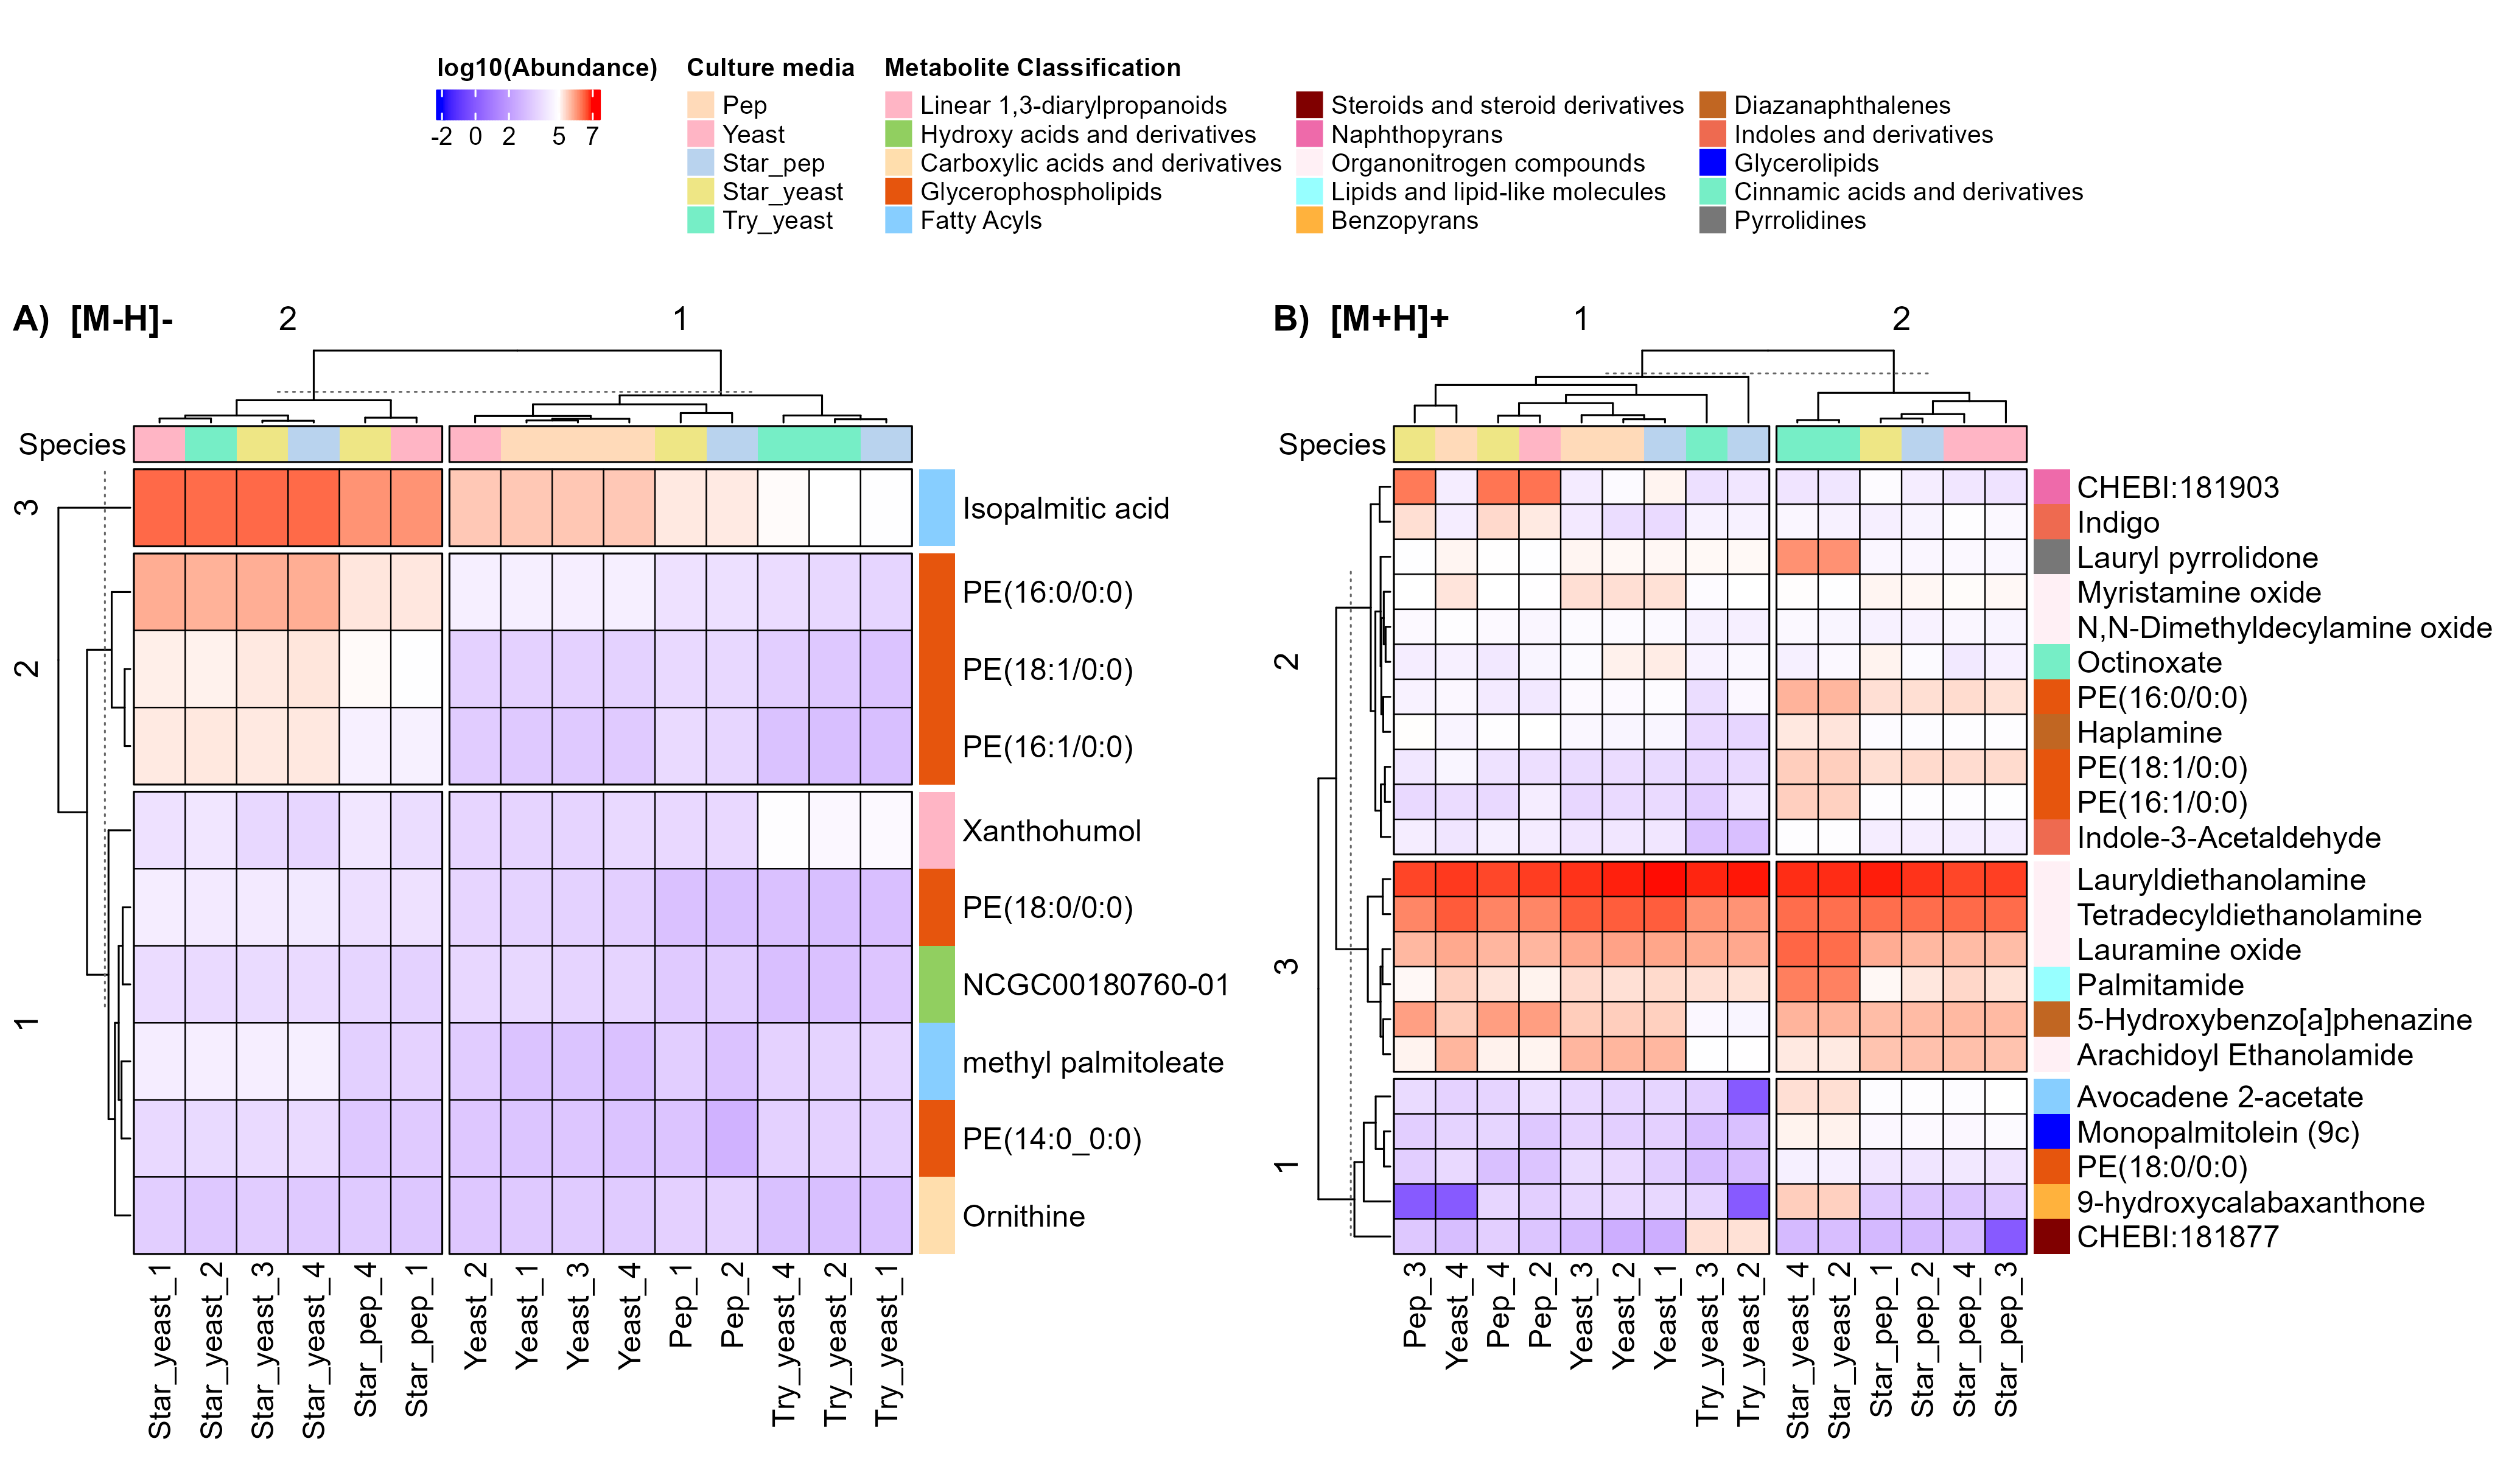 log10(Abundance)
-2 0 2 5 7
Culture media
Pep
Yeast
Star_pep
Star_yeast
Try_yeast
Metabolite Classification
Linear 1,3-diarylpropanoids
Hydroxy acids and derivatives
Carboxylic acids and derivatives
Glycerophospholipids
Fatty Acyls
Steroids and steroid derivatives
Naphthopyrans
Organonitrogen compounds
Lipids and lipid-like molecules
Benzopyrans
Diazanaphthalenes
Indoles and derivatives
Glycerolipids
Cinnamic acids and derivatives
Pyrrolidines
A) [M-H]-
2 1
Species
3
2
1
Isopalmitic acid
PE(16:0/0:0)
PE(18:1/0:0)
PE(16:1/0:0)
Xanthohumol
PE(18:0/0:0)
NCGC00180760-01
methyl palmitoleate
PE(14:0_0:0)
Ornithine
Star_yeast_1
Star_yeast_2
Star_yeast_3
Star_yeast_4
Star_pep_4
Star_pep_1
Yeast_2
Yeast_1
Yeast_3
Yeast_4
Pep_1
Pep_2
Try_yeast_4
Try_yeast_2
Try_yeast_1
B) [M+H]+
1 2
Species
2
3
1
CHEBI:181903
Indigo
Lauryl pyrrolidone
Myristamine oxide
N,N-Dimethyldecylamine oxide
Octinoxate
PE(16:0/0:0)
Haplamine
PE(18:1/0:0)
PE(16:1/0:0)
Indole-3-Acetaldehyde
Lauryldiethanolamine
Tetradecyldiethanolamine
Lauramine oxide
Palmitamide
5-Hydroxybenzo[a]phenazine
Arachidoyl Ethanolamide
Avocadene 2-acetate
Monopalmitolein (9c)
PE(18:0/0:0)
9-hydroxycalabaxanthone
CHEBI:181877
Pep_3
Yeast_4
Pep_4
Pep_2
Yeast_3
Yeast_2
Yeast_1
Try_yeast_3
Try_yeast_2
Star_yeast_4
Star_yeast_2
Star_pep_1
Star_pep_2
Star_pep_4
Star_pep_3